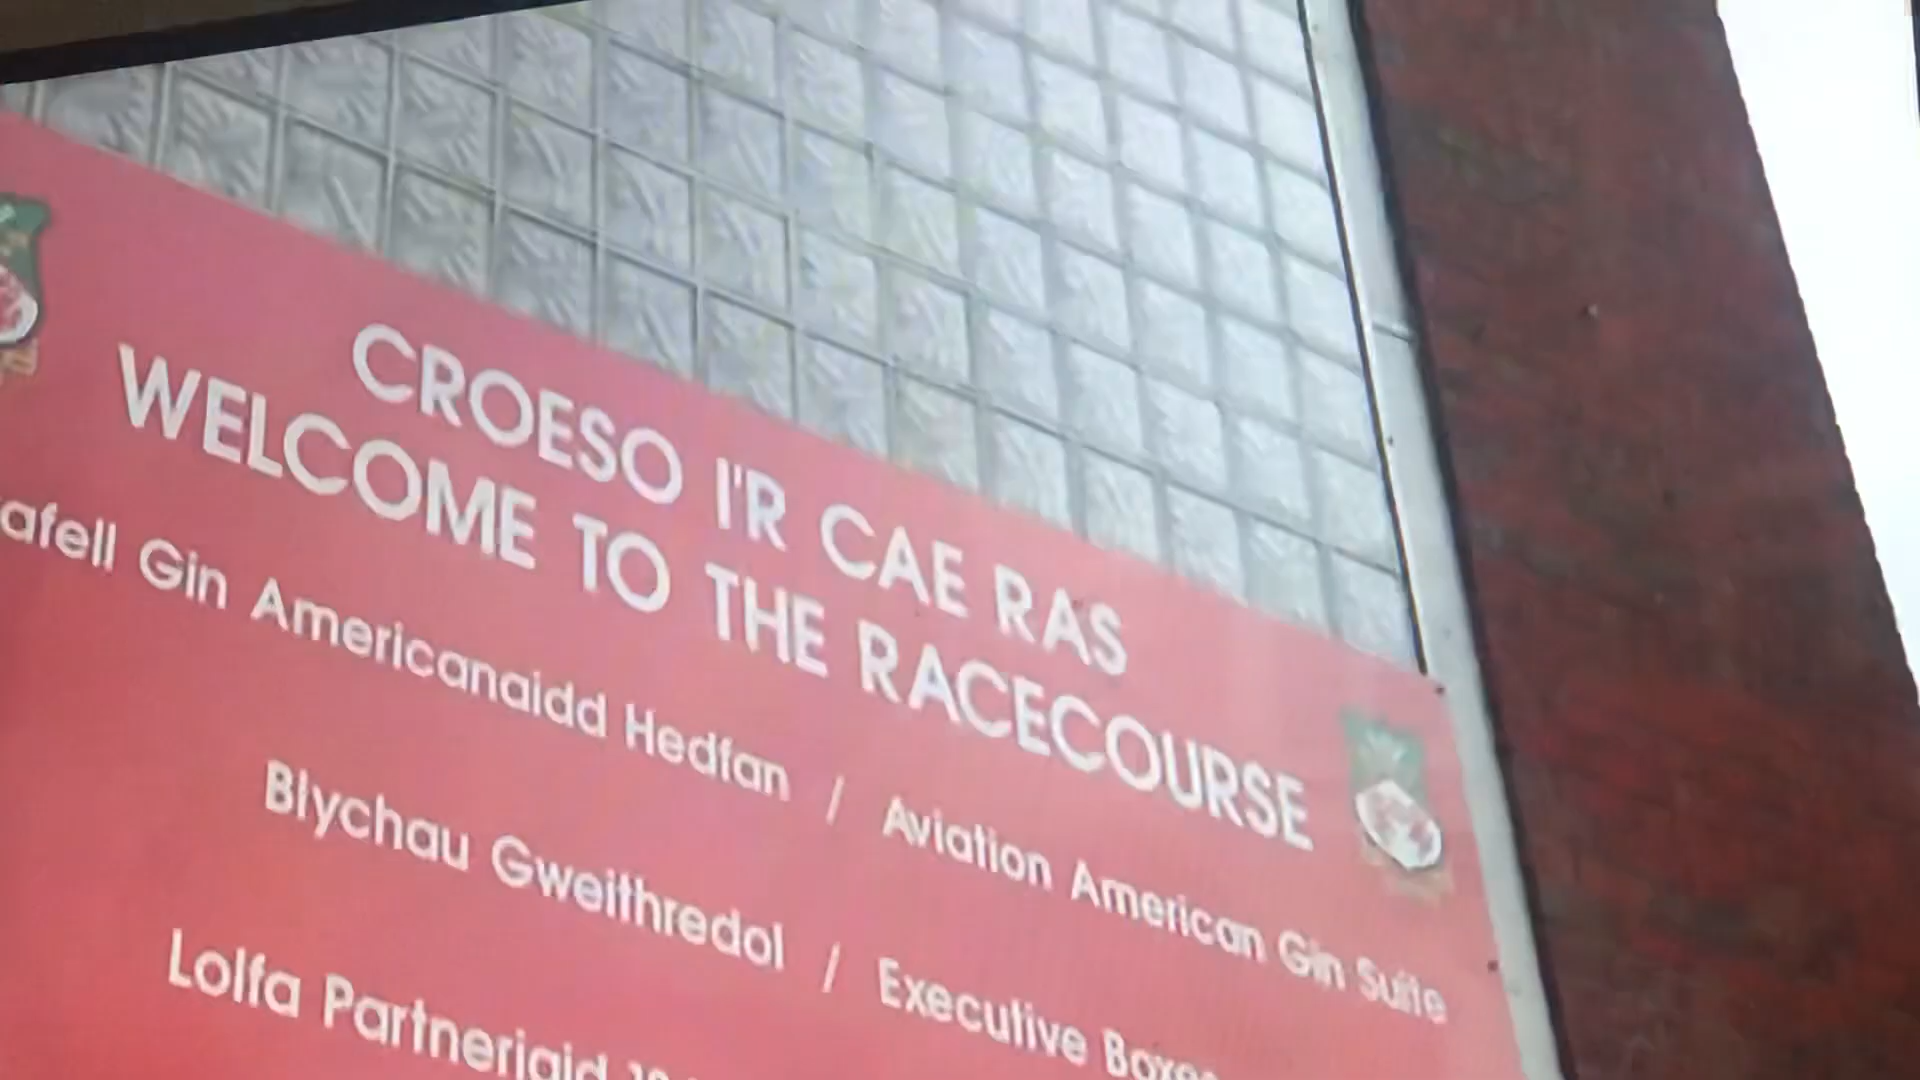 CROESO I'R CAE RAS
WELCOME TO THE RACECOURSE
Gin Americanaidd Hedfan / Aviation American Gin Suite
Blychau Gweithredol / Executive Boxes
Lolfa Partneriaid